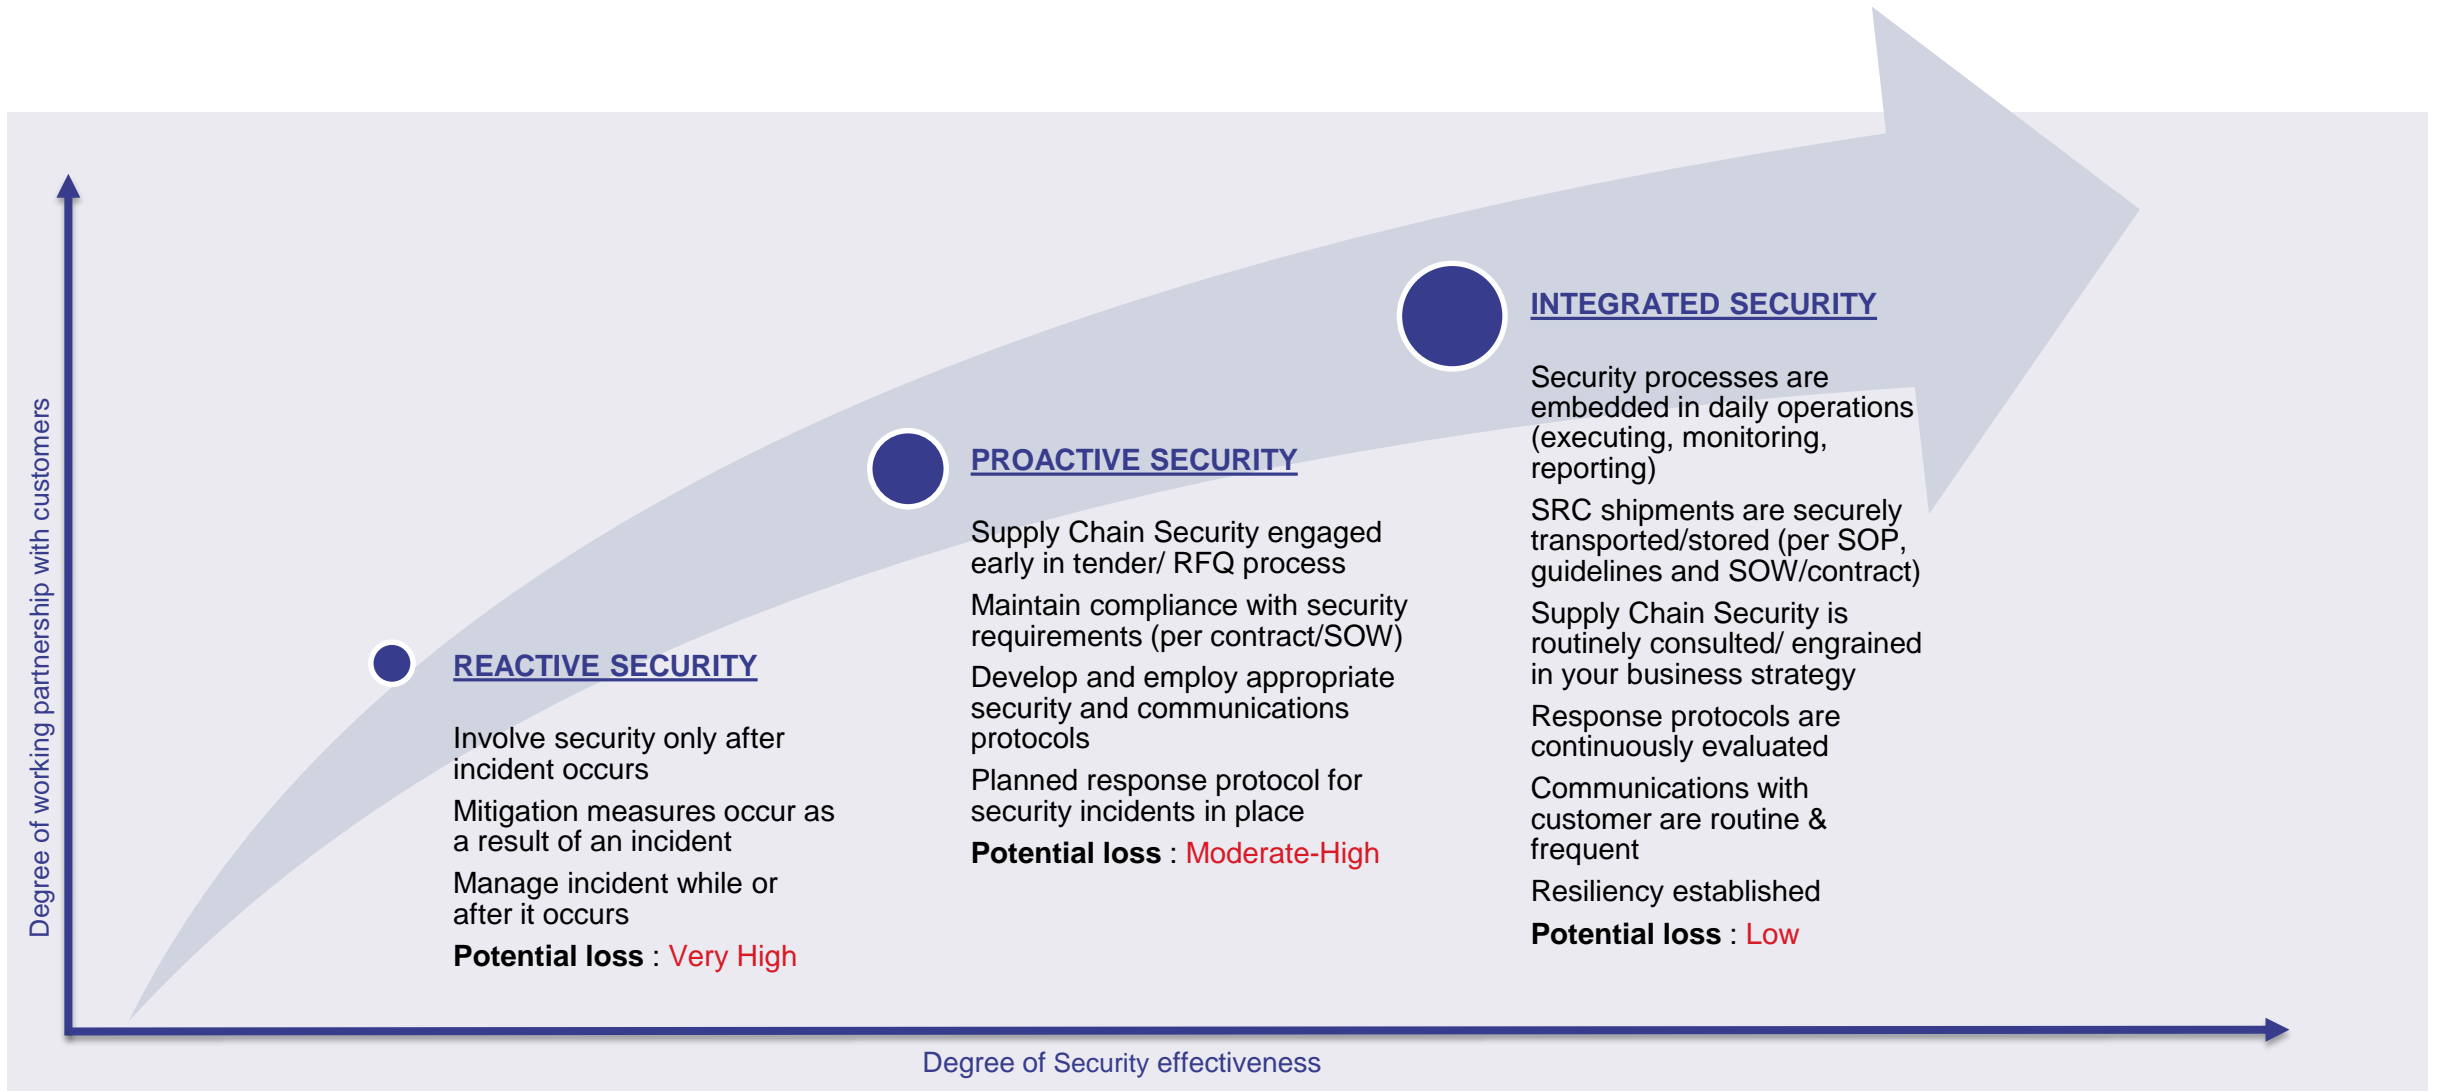 Degree of working partnership with customers
REACTIVE SECURITY
Involve security only after
incident occurs
Mitigation measures occur as
a result of an incident
Manage incident while or
after it occurs
Potential loss : Very High
PROACTIVE SECURITY
Supply Chain Security engaged
early in tender/ RFQ process
Maintain compliance with security
requirements (per contract/SOW)
Develop and employ appropriate
security and communications
protocols
Planned response protocol for
security incidents in place
Potential loss : Moderate-High
INTEGRATED SECURITY
Security processes are
embedded in daily operations
(executing, monitoring,
reporting)
SRC shipments are securely
transported/stored (per SOP,
guidelines and SOW/contract)
Supply Chain Security is
routinely consulted/ engrained
in your business strategy
Response protocols are
continuously evaluated
Communications with
customer are routine &
frequent
Resiliency established
Potential loss : Low
Degree of Security effectiveness